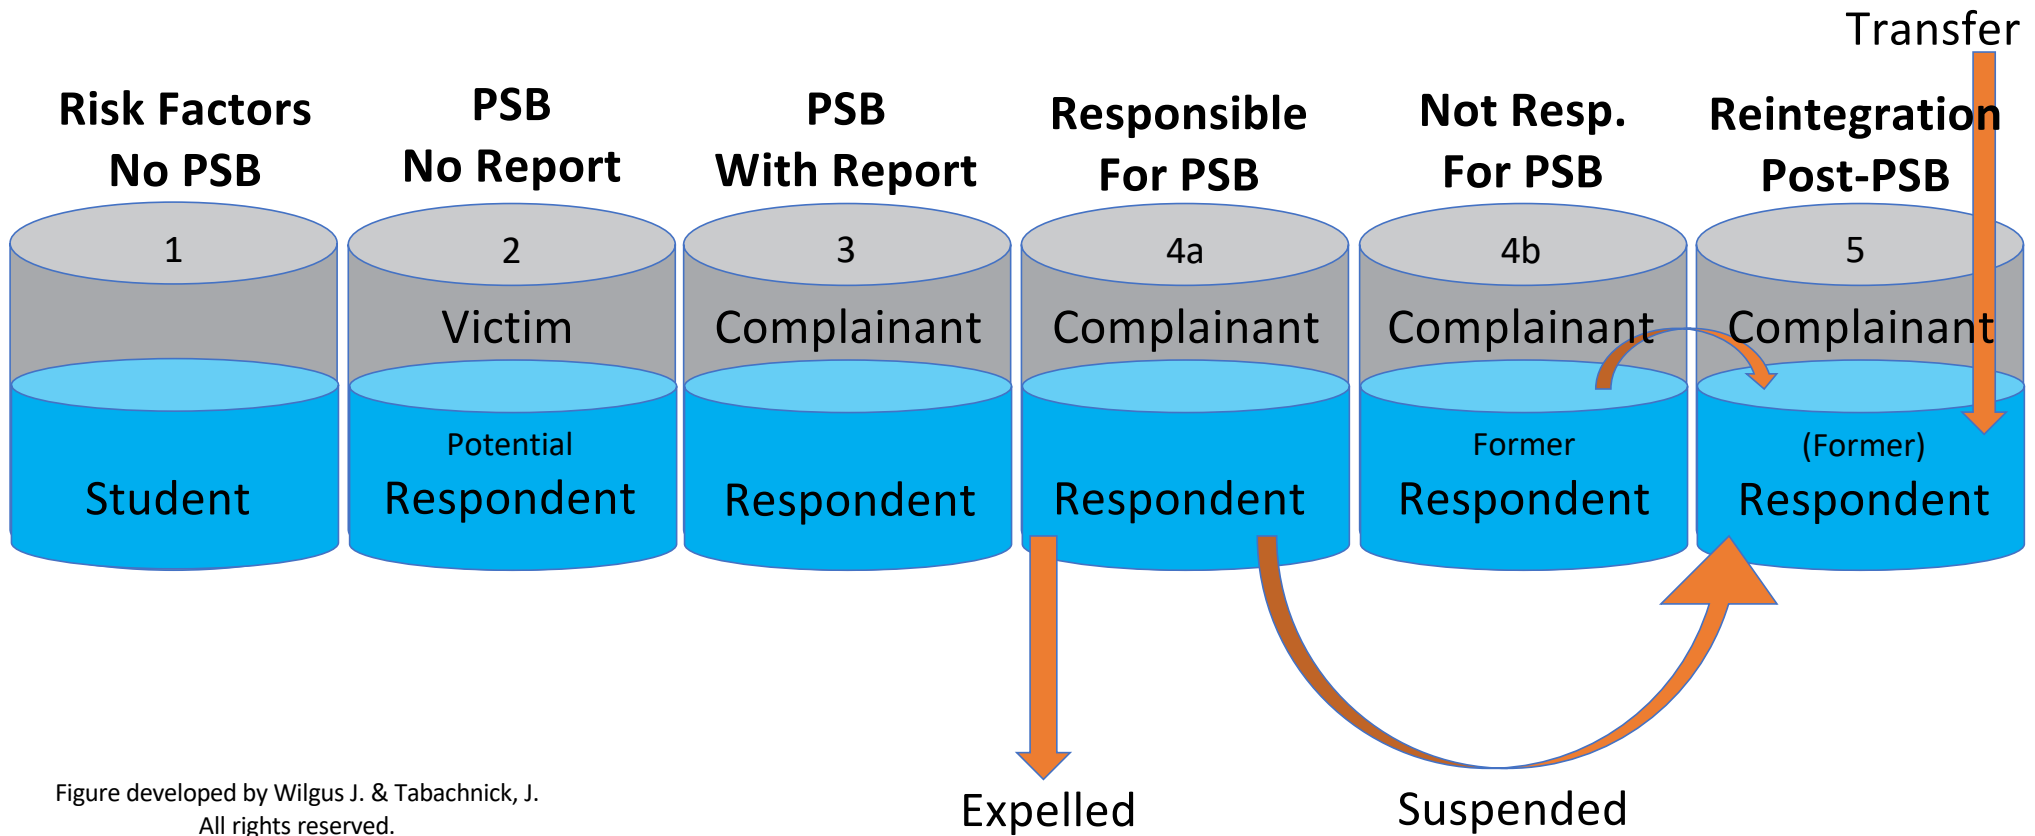 Transfer
Risk Factors
No PSB
PSB
No Report
PSB
With Report
Responsible
For PSB
Not Resp.
For PSB
Reintegration
Post-PSB
1
2
3
4a
4b
5
Victim
Complainant
Complainant
Complainant
Complainant
Student
Potential
Respondent
Respondent
Respondent
Former
Respondent
(Former)
Respondent
Expelled
Suspended
Figure developed by Wilgus J. & Tabachnick, J.
All rights reserved.